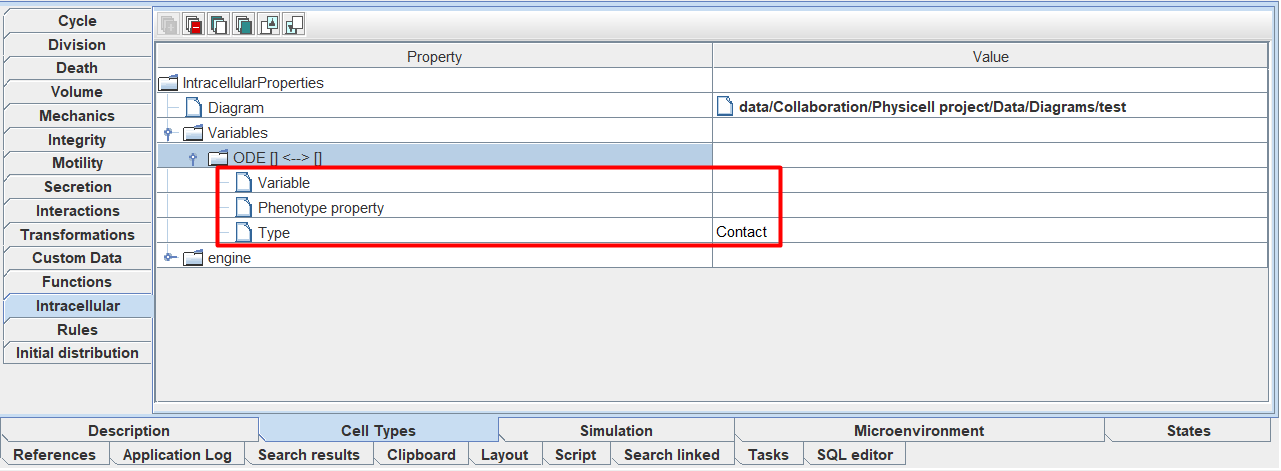 Cycle
Division
Death
Volume
Mechanics
Integrity
Motility
Secretion
Interactions
Transformations
Custom Data
Functions
Intracellular
Rules
Initial distribution
Property Value
IntracellularProperties
Diagram data/Collaboration/Physicell project/Data/Diagrams/test
Variables
ODE [] <--> []
Variable
Phenotype property
Type Contact
engine
Description Cell Types Simulation Microenvironment States
References Application Log Search results Clipboard Layout Script Search linked Tasks SQL editor